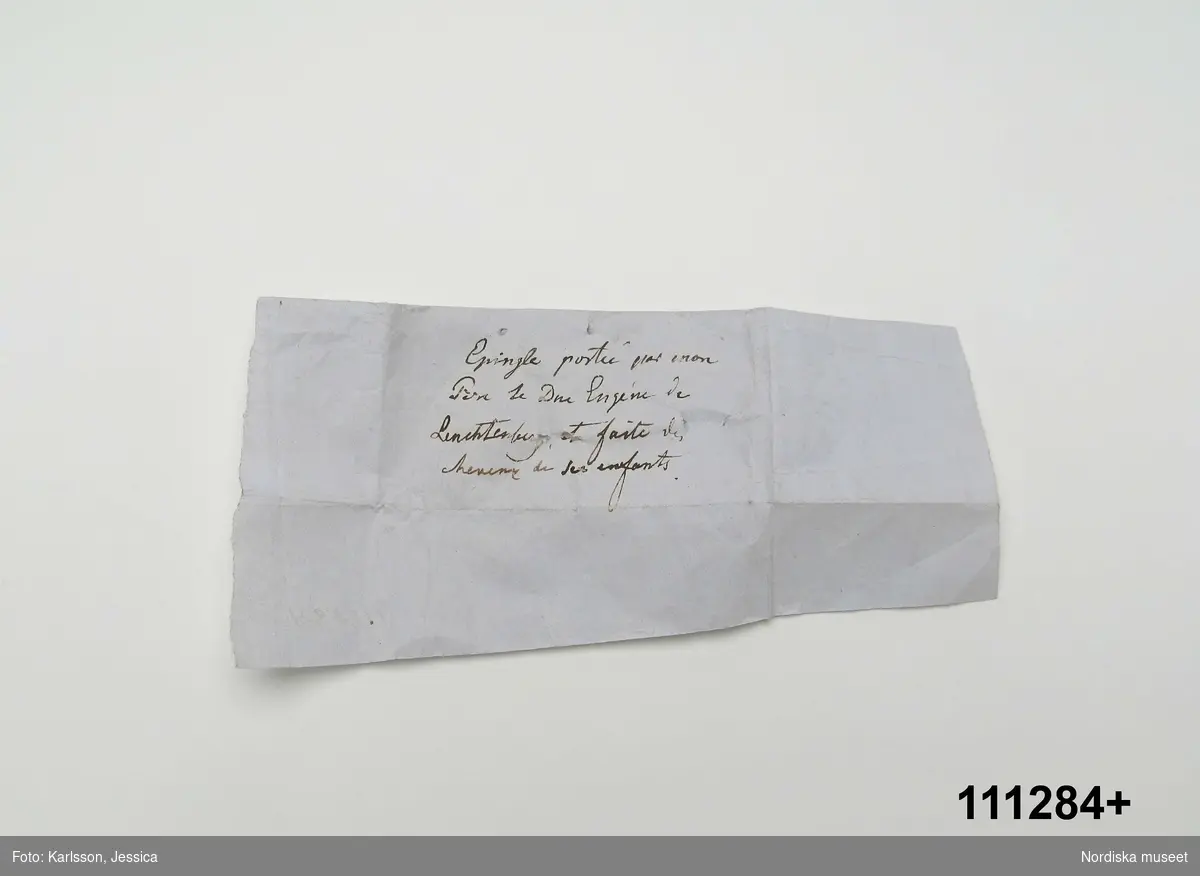 Epingle portée par mon
Père le Duc Eugène de
Leuchtenberg, et faite des
cheveux de ses enfants.
111284+
Foto: Karlsson, Jessica
Nordiska museet